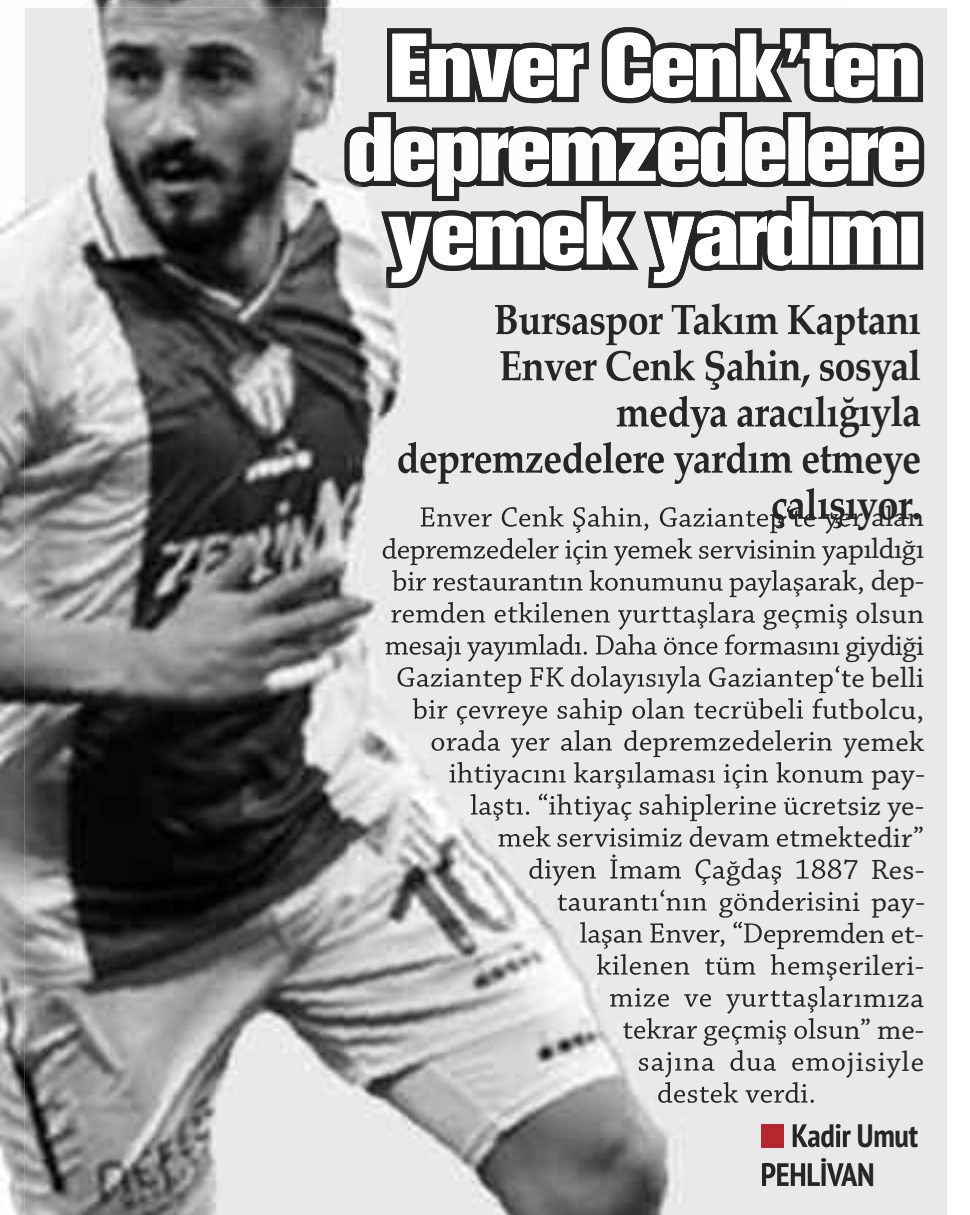 Enver Cenk’ten
depremzedelere
yemek yardımı
Bursaspor Takım Kaptanı
Enver Cenk Şahin, sosyal
medya aracılığıyla
depremzedelere yardım etmeye
çalışıyor.
Enver Cenk Şahin, Gaziantep‘te yer alan
depremzedeler için yemek servisinin yapıldığı
bir restaurantın konumunu paylaşarak, dep-
remden etkilenen yurttaşlara geçmiş olsun
mesajı yayımladı. Daha önce formasını giydiği
Gaziantep FK dolayısıyla Gaziantep‘te belli
bir çevreye sahip olan tecrübeli futbolcu,
orada yer alan depremzedelerin yemek
ihtiyacını karşılaması için konum pay-
laştı. “ihtiyaç sahiplerine ücretsiz ye-
mek servisimiz devam etmektedir”
diyen İmam Çağdaş 1887 Res-
taurantı‘nın gönderisini pay-
laşan Enver, “Depremden et-
kilenen tüm hemşerileri-
mize ve yurttaşlarımıza
tekrar geçmiş olsun” me-
sajına dua emojisiyle
destek verdi.
Kadir Umut
PEHLİVAN
10